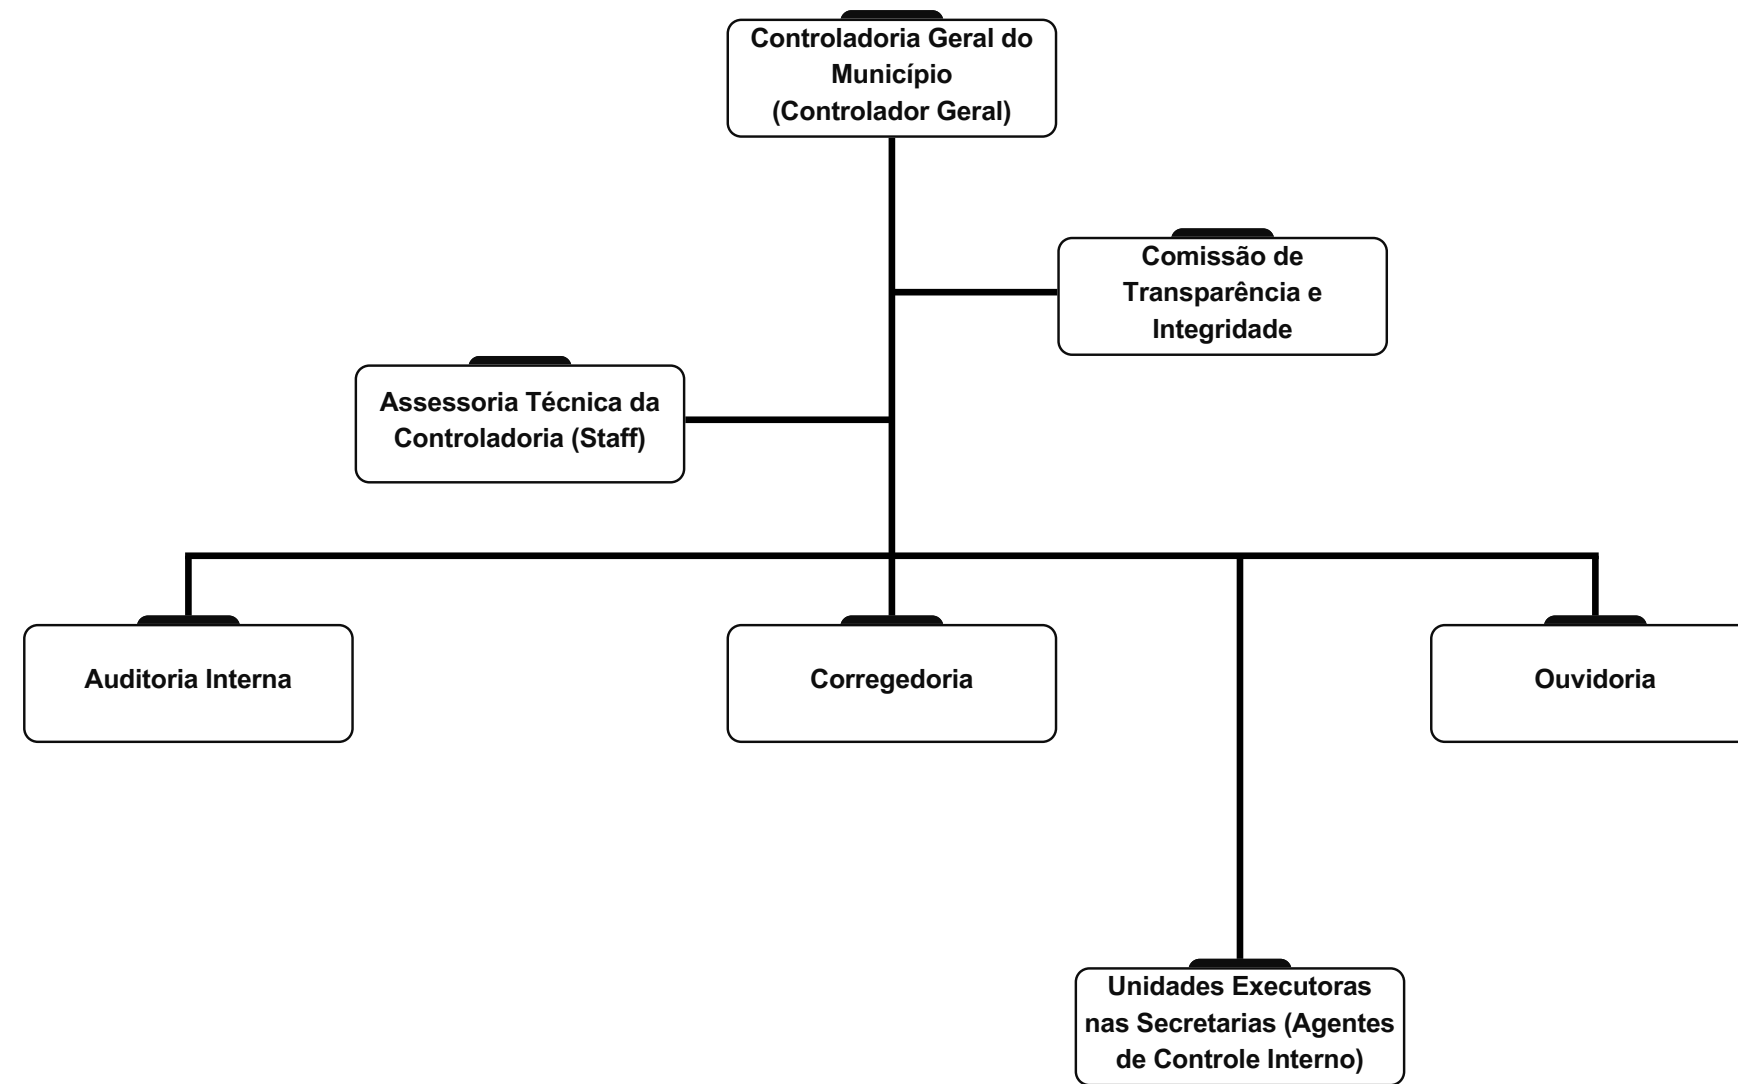 Controladoria Geral do
Município
(Controlador Geral)
Comissão de
Transparência e
Integridade
Assessoria Técnica da
Controladoria (Staff)
Auditoria Interna
Corregedoria
Ouvidoria
Unidades Executoras
nas Secretarias (Agentes
de Controle Interno)